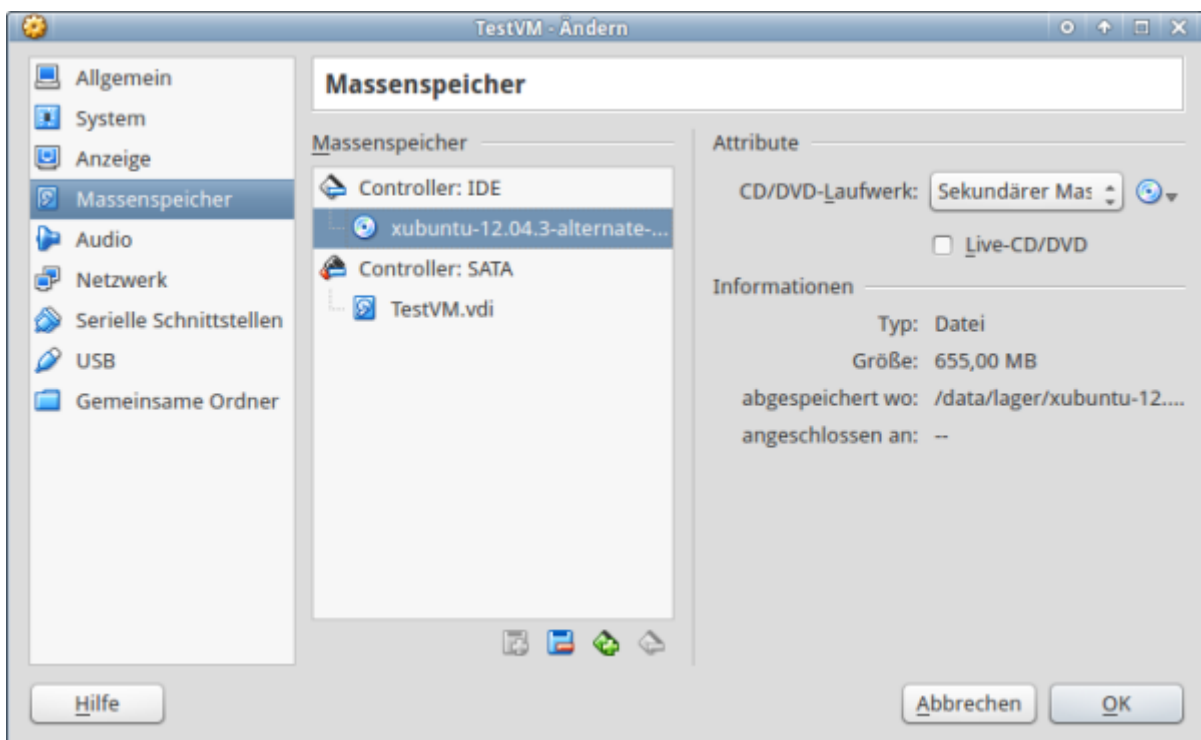 TestVM - Ändern
Allgemein
System
Anzeige
Massenspeicher
Audio
Netzwerk
Serielle Schnittstellen
USB
Gemeinsame Ordner
Massenspeicher
Massenspeicher
Controller: IDE
xubuntu-12.04.3-alternate-...
Controller: SATA
TestVM.vdi
Attribute
CD/DVD-Laufwerk: Sekundärer Mas
Live-CD/DVD
Informationen
Typ: Datei
Größe: 655,00 MB
abgespeichert wo: /data/lager/xubuntu-12....
angeschlossen an: --
Hilfe
Abbrechen
OK